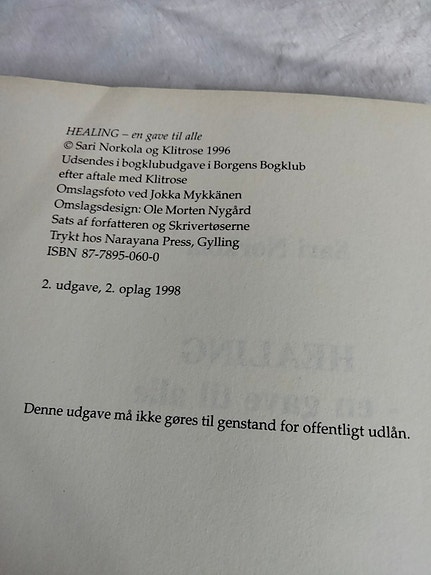 HEALING – en gave til alle
© Sari Norkola og Klitrose 1996
Udsendes i bogklubudgave i Borgens Bogklub
efter aftale med Klitrose
Omslagsfoto ved Jokka Mykkänen
Omslagsdesign: Ole Morten Nygård
Sats af forfatteren og Skrivertøserne
Trykt hos Narayana Press, Gylling
ISBN 87-7895-060-0
2. udgave, 2. oplag 1998
Denne udgave må ikke gøres til genstand for offentligt udlån.